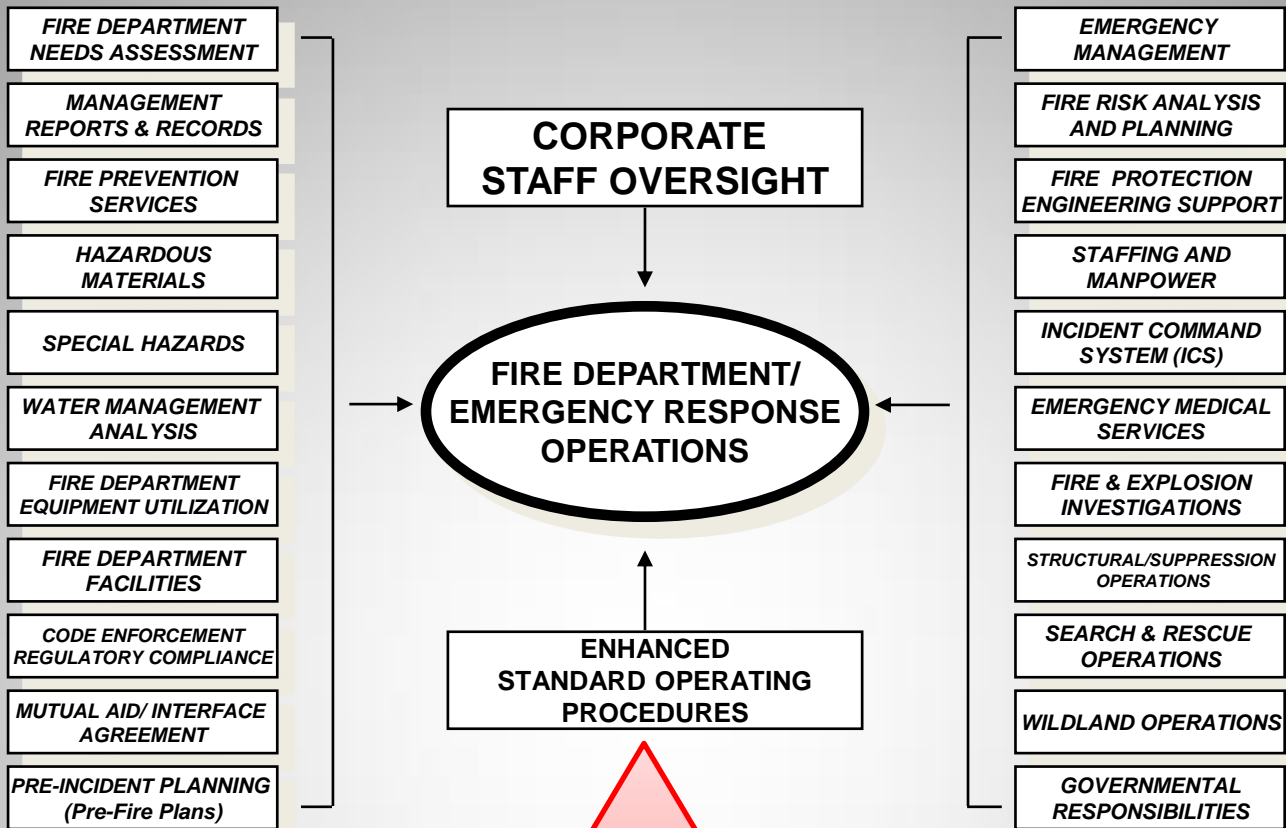 FIRE DEPARTMENT
NEEDS ASSESSMENT
MANAGEMENT
REPORTS & RECORDS
FIRE PREVENTION
SERVICES
HAZARDOUS
MATERIALS
SPECIAL HAZARDS
WATER MANAGEMENT
ANALYSIS
FIRE DEPARTMENT
EQUIPMENT UTILIZATION
FIRE DEPARTMENT
FACILITIES
CODE ENFORCEMENT
REGULATORY COMPLIANCE
MUTUAL AID/ INTERFACE
AGREEMENT
PRE-INCIDENT PLANNING
(Pre-Fire Plans)
CORPORATE
STAFF OVERSIGHT
FIRE DEPARTMENT/
EMERGENCY RESPONSE
OPERATIONS
ENHANCED
STANDARD OPERATING
PROCEDURES
EMERGENCY
MANAGEMENT
FIRE RISK ANALYSIS
AND PLANNING
FIRE PROTECTION
ENGINEERING SUPPORT
STAFFING AND
MANPOWER
INCIDENT COMMAND
SYSTEM (ICS)
EMERGENCY MEDICAL
SERVICES
FIRE & EXPLOSION
INVESTIGATIONS
STRUCTURAL/SUPPRESSION
OPERATIONS
SEARCH & RESCUE
OPERATIONS
WILDLAND OPERATIONS
GOVERNMENTAL
RESPONSIBILITIES